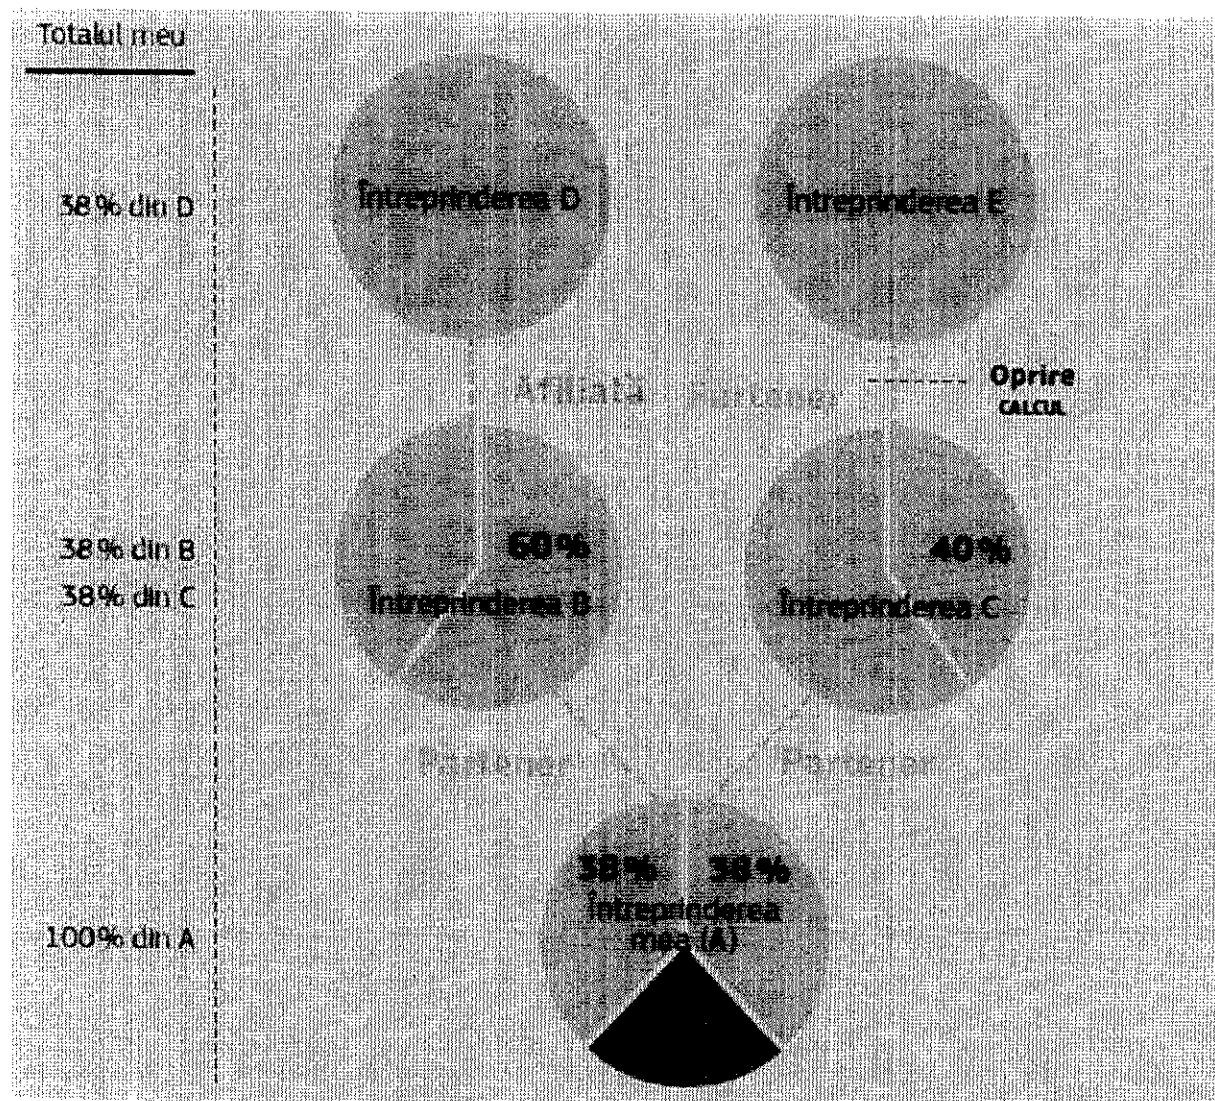 Totalul meu
38% din D
Întreprinderea D
Întreprinderea E
Afiliată
Partener
Oprire
CALCUL
38% din B
38% din C
60%
Întreprinderea B
40%
Întreprinderea C
Partener
Partener
38%
38%
Întreprinderea
mea (A)
100% din A